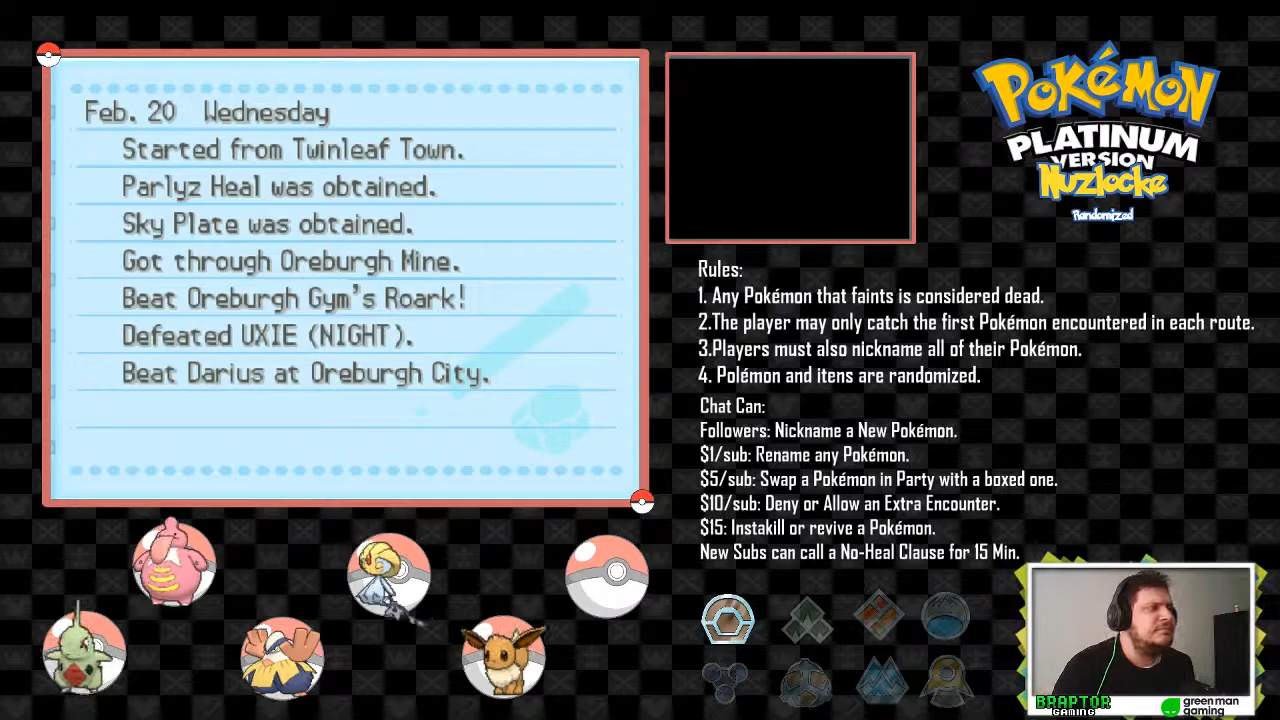 Feb. 20 Wednesday
Started from Twinleaf Town.
Parlyz Heal was obtained.
Sky Plate was obtained.
Got through Oreburgh Mine.
Beat Oreburgh Gym's Roark!
Defeated UXIE (NIGHT).
Beat Darius at Oreburgh City.
POKéMON
PLATINUM
VERSION
Nuzlocke
Randomized
Rules:
1. Any Pokémon that faints is considered dead.
2.The player may only catch the first Pokémon encountered in each route.
3.Players must also nickname all of their Pokémon.
4. Polémon and itens are randomized.
Chat Can:
Followers: Nickname a New Pokémon.
$1/sub: Rename any Pokémon.
$5/sub: Swap a Pokémon in Party with a boxed one.
$10/sub: Deny or Allow an Extra Encounter.
$15: Instakill or revive a Pokémon.
New Subs can call a No-Heal Clause for 15 Min.
BRAPTOR
GAMING
green man
gaming